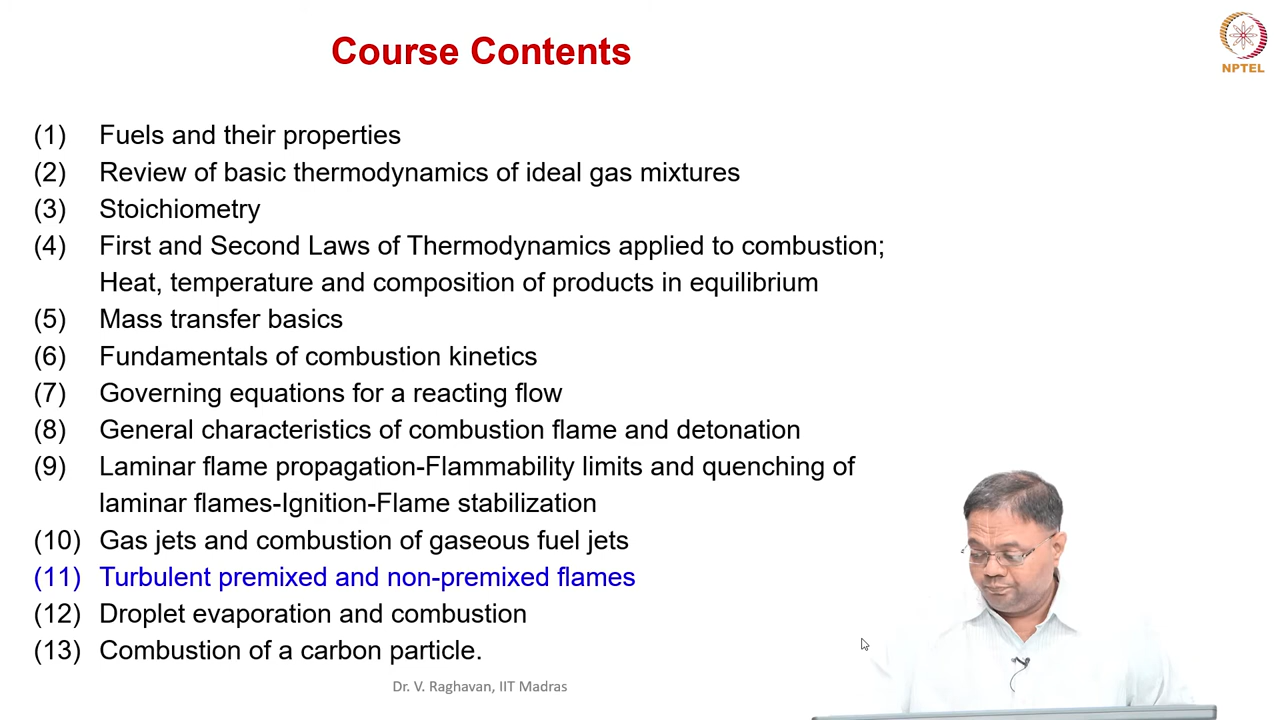 Course Contents
NPTEL
(1) Fuels and their properties
(2) Review of basic thermodynamics of ideal gas mixtures
(3) Stoichiometry
(4) First and Second Laws of Thermodynamics applied to combustion;
Heat, temperature and composition of products in equilibrium
(5) Mass transfer basics
(6) Fundamentals of combustion kinetics
(7) Governing equations for a reacting flow
(8) General characteristics of combustion flame and detonation
(9) Laminar flame propagation-Flammability limits and quenching of
laminar flames-Ignition-Flame stabilization
(10) Gas jets and combustion of gaseous fuel jets
(11) Turbulent premixed and non-premixed flames
(12) Droplet evaporation and combustion
(13) Combustion of a carbon particle.
Dr. V. Raghavan, IIT Madras